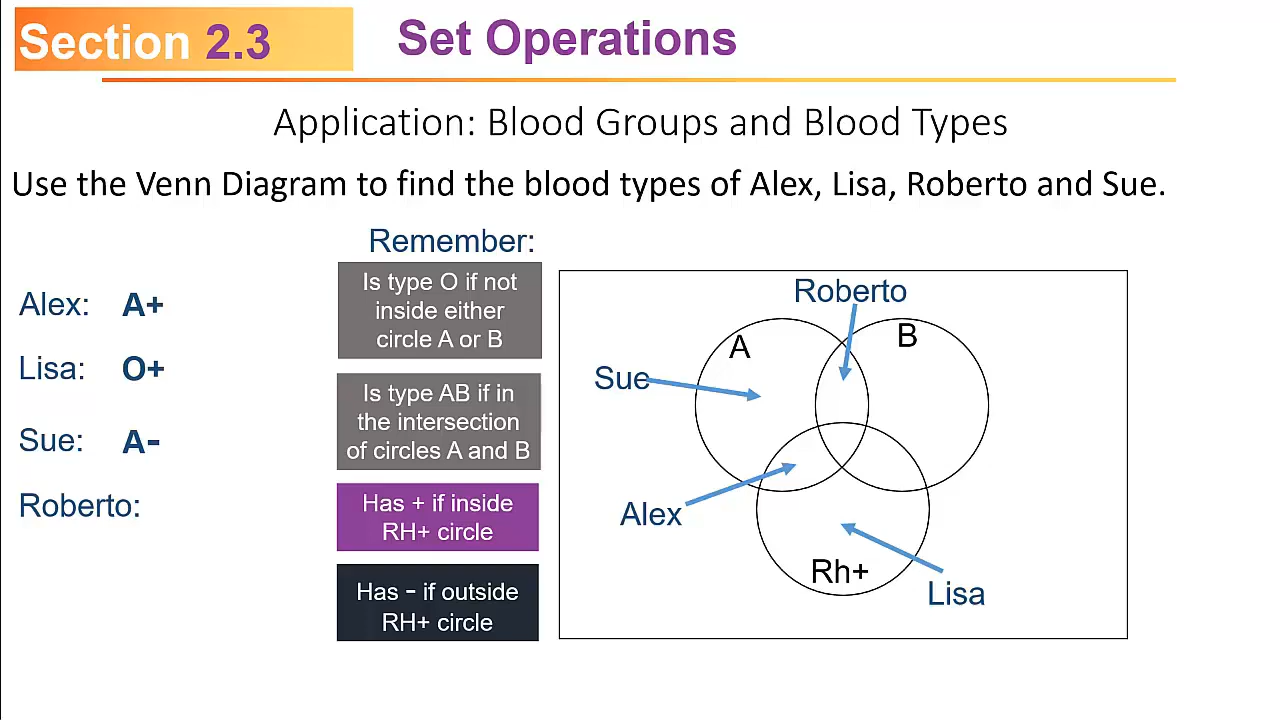 Section 2.3
Set Operations
Application: Blood Groups and Blood Types
Use the Venn Diagram to find the blood types of Alex, Lisa, Roberto and Sue.
Remember:
Alex: A+
Lisa: O+
Sue: A-
Roberto:
Is type O if not
inside either
circle A or B
Is type AB if in
the intersection
of circles A and B
Has + if inside
RH+ circle
Has - if outside
RH+ circle
Roberto
A
B
Sue
Alex
Rh+
Lisa